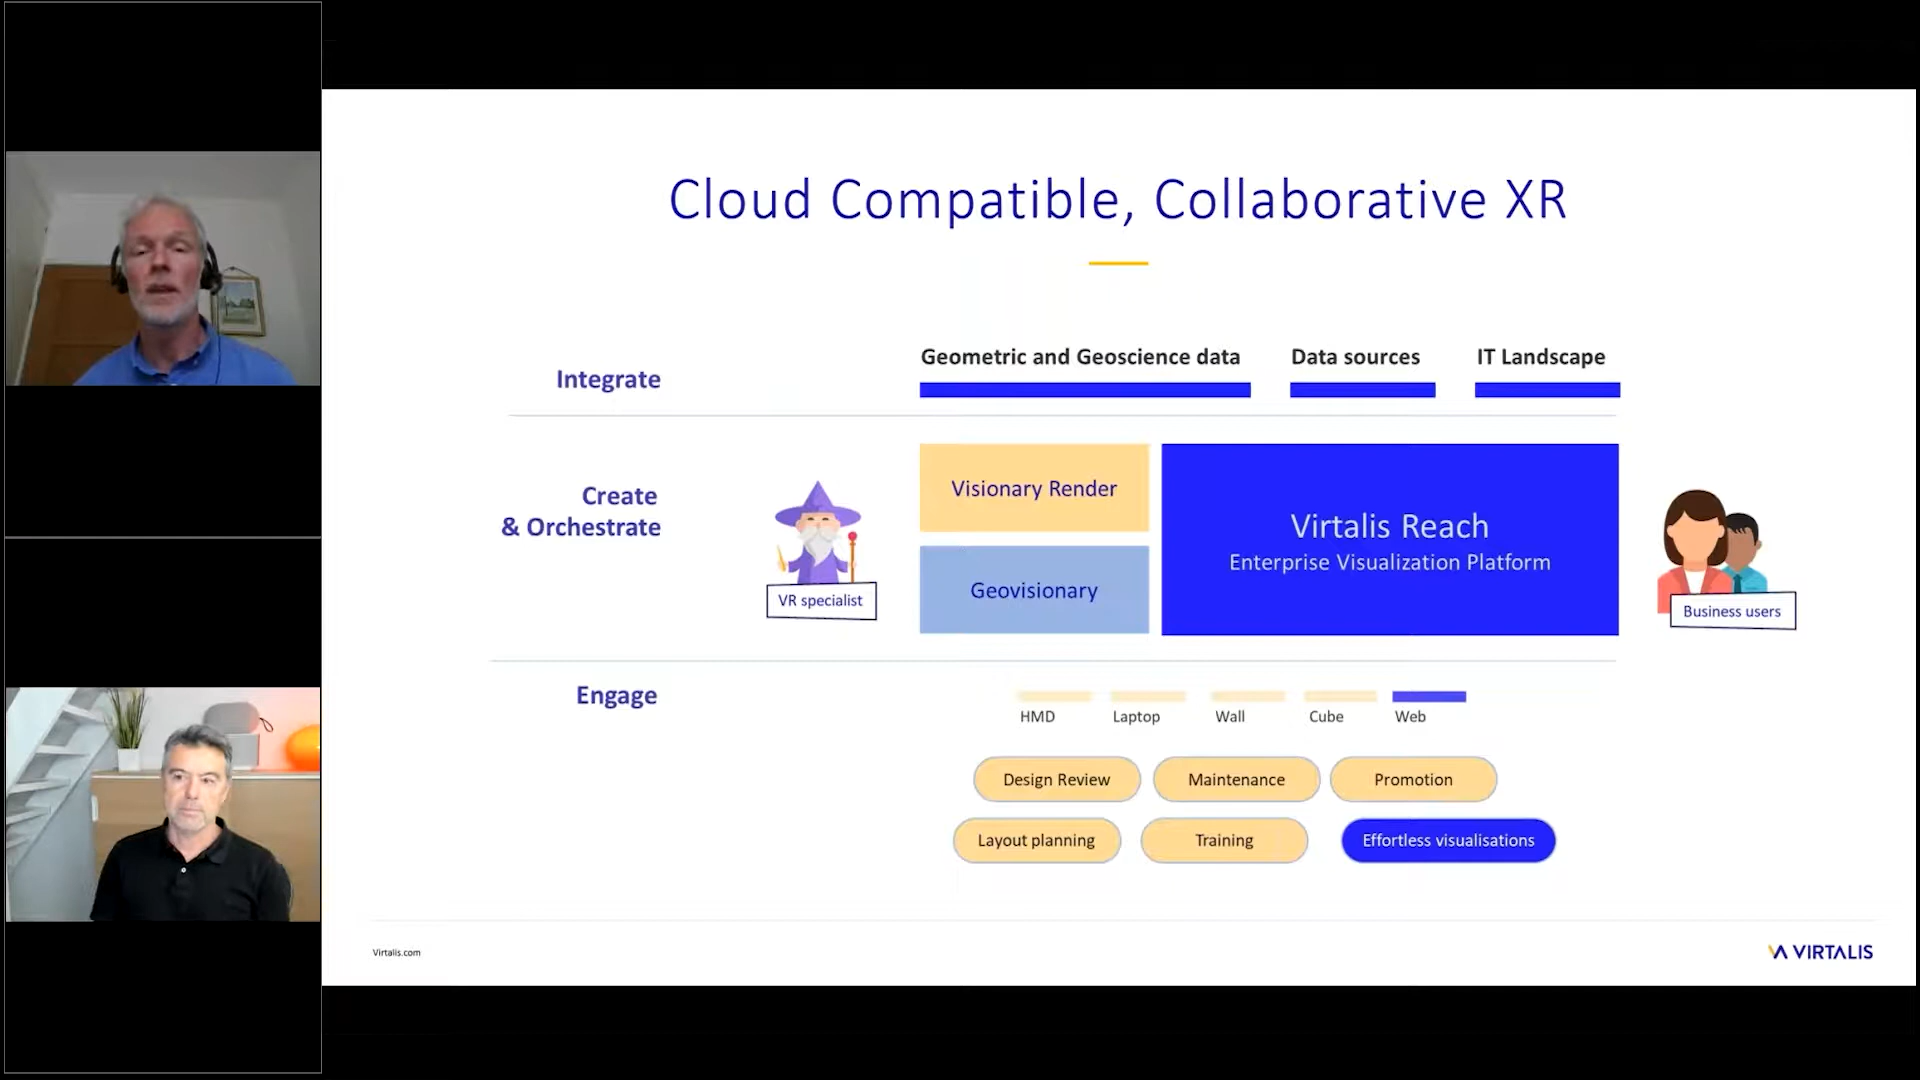 Cloud Compatible, Collaborative XR
Integrate
Geometric and Geoscience data
Data sources
IT Landscape
Create
& Orchestrate
VR specialist
Visionary Render
Geovisionary
Virtalis Reach
Enterprise Visualization Platform
Business users
Engage
HMD
Laptop
Wall
Cube
Web
Design Review
Maintenance
Promotion
Layout planning
Training
Effortless visualisations
Virtalis.com
VIRTALIS